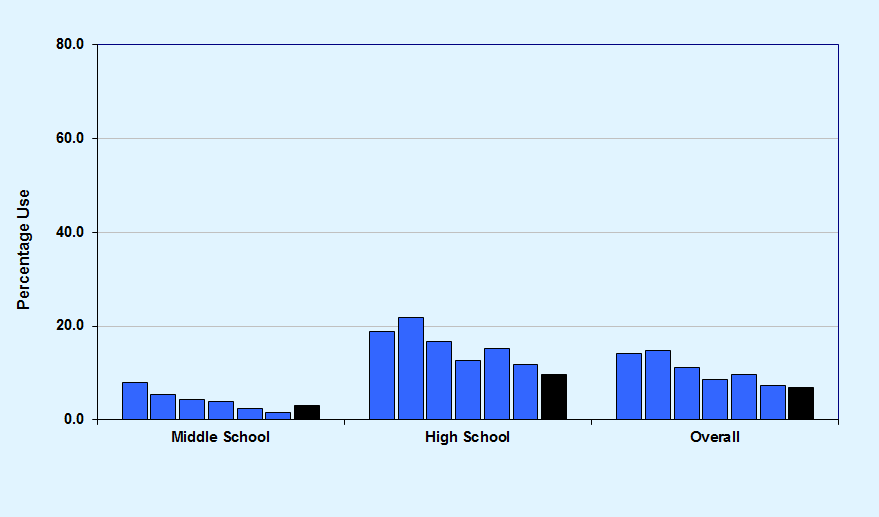 80.0
60.0
40.0
20.0
0.0
Percentage Use
Middle School
High School
Overall